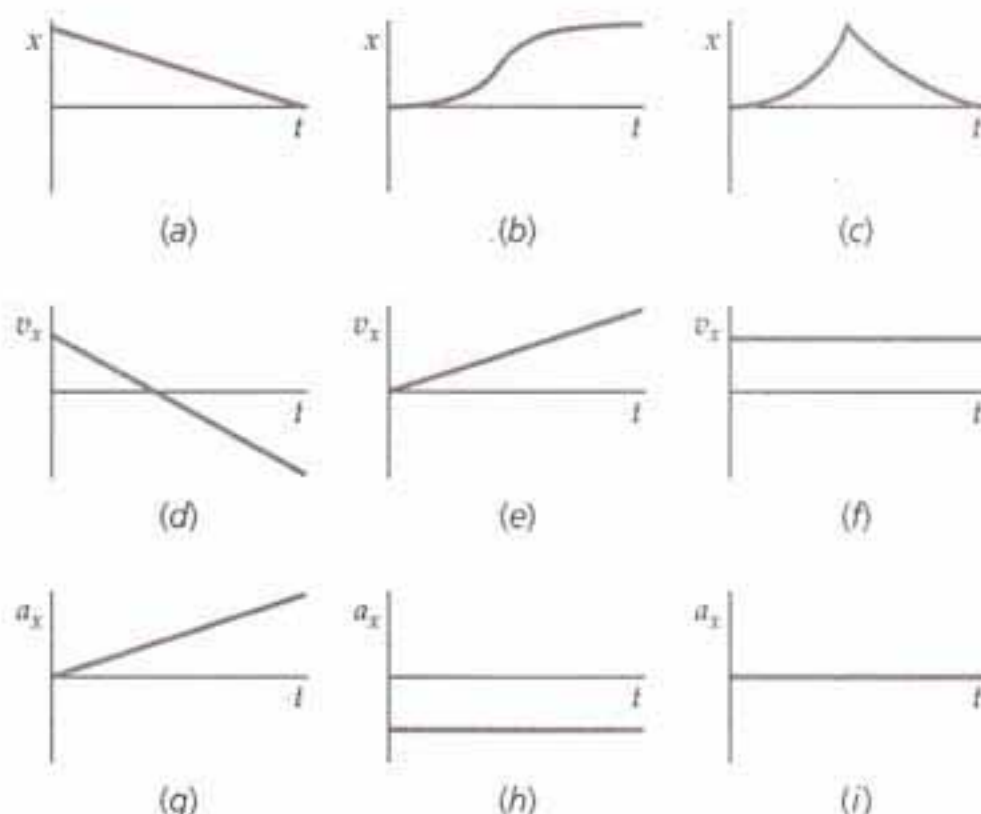 x x x
t t t
(a) (b) (c)
v_x v_x v_x
t t t
(d) (e) (f)
a_x a_x a_x
t t t
(g) (h) (i)